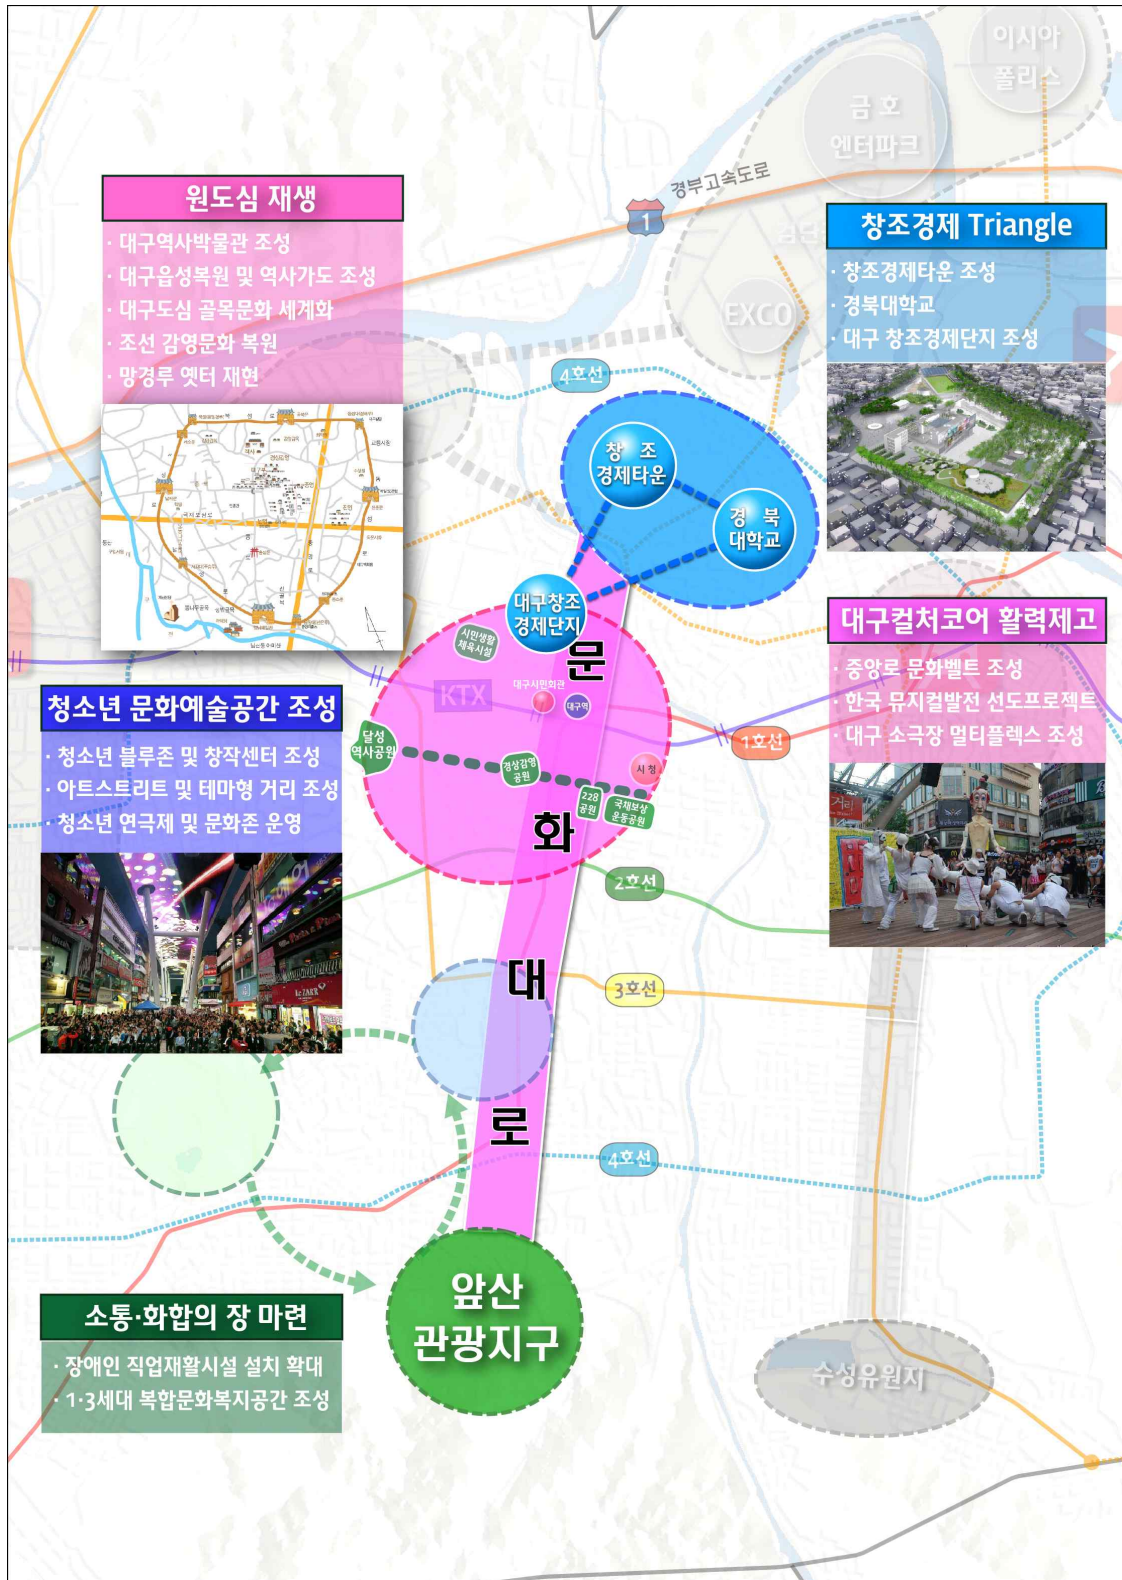 이시아
폴리스
금 호
엔터파크
경부고속도로
1
EXCO
원도심 재생
· 대구역사박물관 조성
· 대구읍성복원 및 역사가도 조성
· 대구도심 골목문화 세계화
· 조선 감영문화 복원
· 망경루 옛터 재현
창조경제 Triangle
· 창조경제타운 조성
· 경북대학교
· 대구 창조경제단지 조성
4호선
창 조
경제타운
경 북
대학교
대구창조
경제단지
시민생활
체육시설
문
대구시민회관
대구역
KTX
달성
역사공원
경상감영
공원
시 청
228
공원
국채보상
운동공원
1호선
화
2호선
대
3호선
로
4호선
앞산
관광지구
수성유원지
대구컬처코어 활력제고
· 중앙로 문화벨트 조성
· 한국 뮤지컬발전 선도프로젝트
· 대구 소극장 멀티플렉스 조성
청소년 문화예술공간 조성
· 청소년 블루존 및 창작센터 조성
· 아트스트리트 및 테마형 거리 조성
· 청소년 연극제 및 문화존 운영
소통·화합의 장 마련
· 장애인 직업재활시설 설치 확대
· 1·3세대 복합문화복지공간 조성